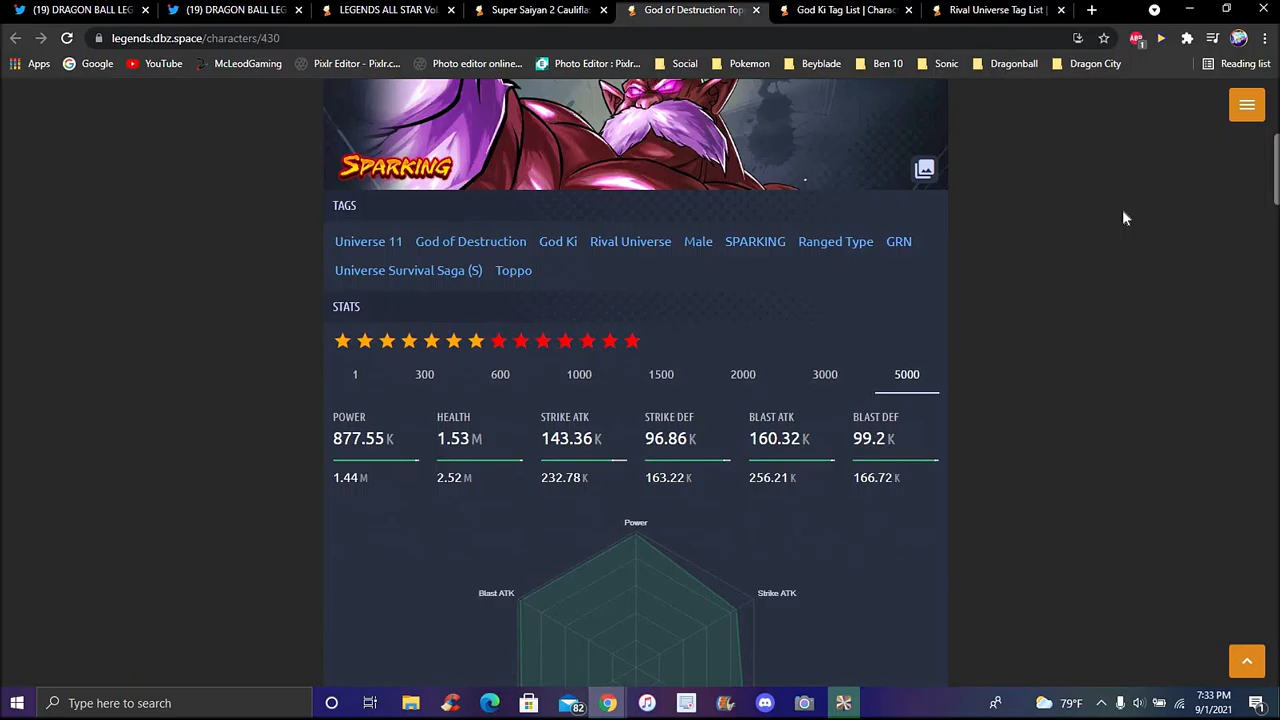 (19) DRAGON BALL LEG
(19) DRAGON BALL LEG
LEGENDS ALL STAR Vol.
Super Saiyan 2 Caulifla
God of Destruction Top
God Ki Tag List | Charac
Rival Universe Tag List |
legends.dbz.space/characters/430
1
Apps
Google
YouTube
McLeodGaming
Pixlr Editor - Pixlr.c...
Photo editor online...
Photo Editor : Pixlr...
Social
Pokemon
Beyblade
Ben 10
Sonic
Dragonball
Dragon City
Reading list
SPARKING
TAGS
Universe 11 God of Destruction God Ki Rival Universe Male SPARKING Ranged Type GRN
Universe Survival Saga (S) Toppo
STATS
1 300 600 1000 1500 2000 3000 5000
POWER HEALTH STRIKE ATK STRIKE DEF BLAST ATK BLAST DEF
877.55 K 1.53 M 143.36 K 96.86 K 160.32 K 99.2 K
1.44 M 2.52 M 232.78 K 163.22 K 256.21 K 166.72 K
Power
Blast ATK
Strike ATK
Type here to search
82
79°F
7:33 PM
9/1/2021
1